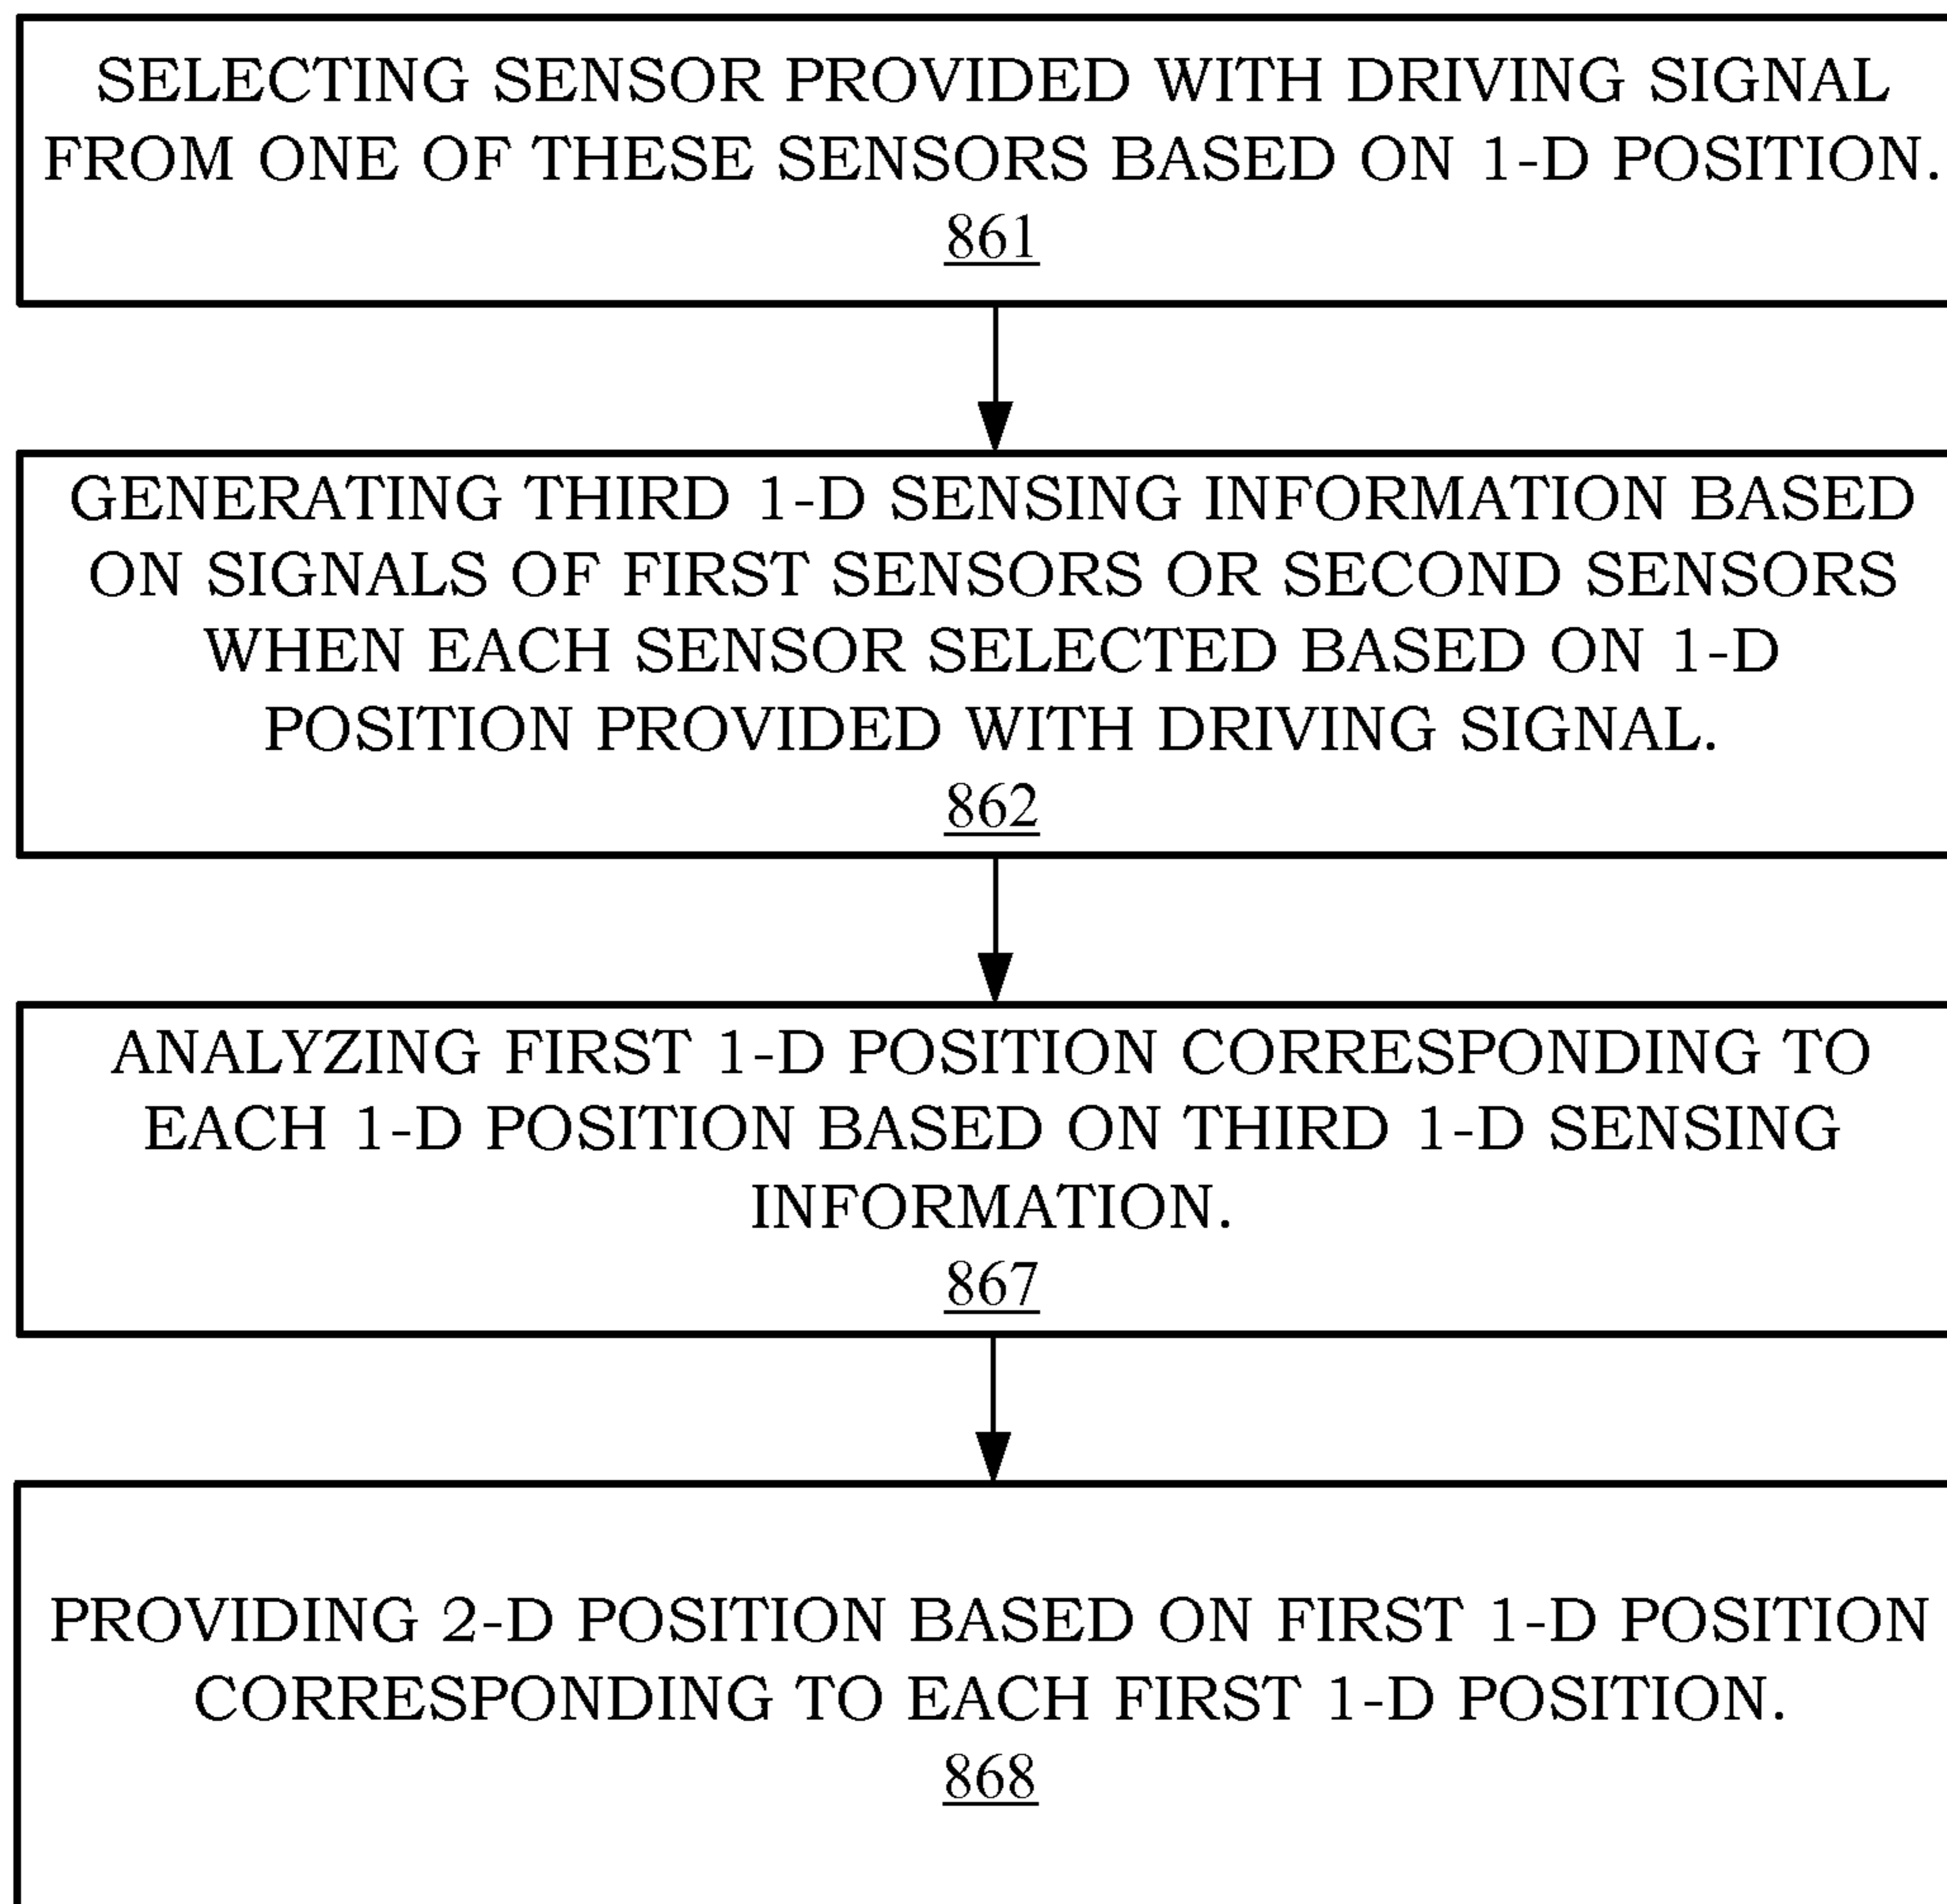 SELECTING SENSOR PROVIDED WITH DRIVING SIGNAL
FROM ONE OF THESE SENSORS BASED ON 1-D POSITION.
861
GENERATING THIRD 1-D SENSING INFORMATION BASED
ON SIGNALS OF FIRST SENSORS OR SECOND SENSORS
WHEN EACH SENSOR SELECTED BASED ON 1-D
POSITION PROVIDED WITH DRIVING SIGNAL.
862
ANALYZING FIRST 1-D POSITION CORRESPONDING TO
EACH 1-D POSITION BASED ON THIRD 1-D SENSING
INFORMATION.
867
PROVIDING 2-D POSITION BASED ON FIRST 1-D POSITION
CORRESPONDING TO EACH FIRST 1-D POSITION.
868